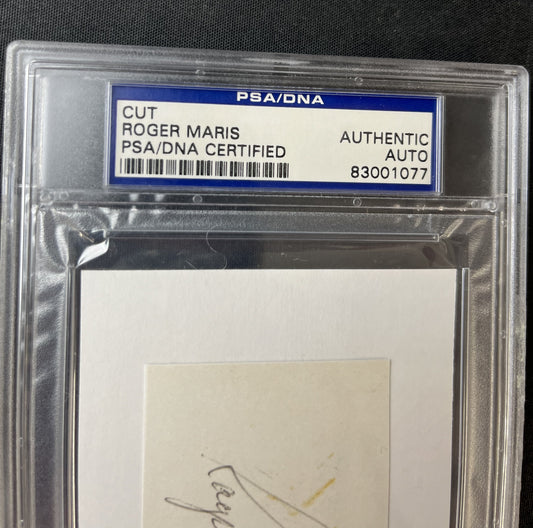 PSA/DNA
CUT
ROGER MARIS
PSA/DNA CERTIFIED
AUTHENTIC
AUTO
83001077